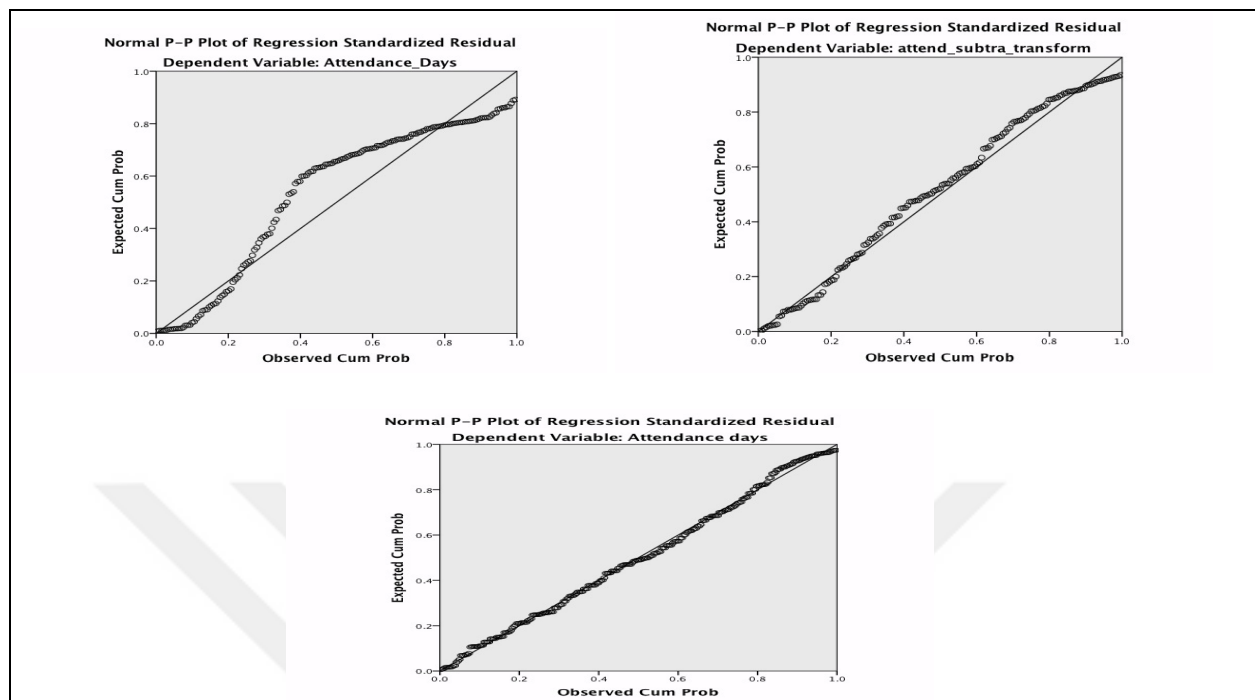 Normal P-P Plot of Regression Standardized Residual
Dependent Variable: Attendance_Days
1.0
0.8
0.6
0.4
0.2
0.0
Expected Cum Prob
0.0 0.2 0.4 0.6 0.8 1.0
Observed Cum Prob
Normal P-P Plot of Regression Standardized Residual
Dependent Variable: attend_subtra_transform
1.0
0.8
0.6
0.4
0.2
0.0
Expected Cum Prob
0.0 0.2 0.4 0.6 0.8 1.0
Observed Cum Prob
Normal P-P Plot of Regression Standardized Residual
Dependent Variable: Attendance days
1.0
0.8
0.6
0.4
0.2
0.0
Expected Cum Prob
0.0 0.2 0.4 0.6 0.8 1.0
Observed Cum Prob